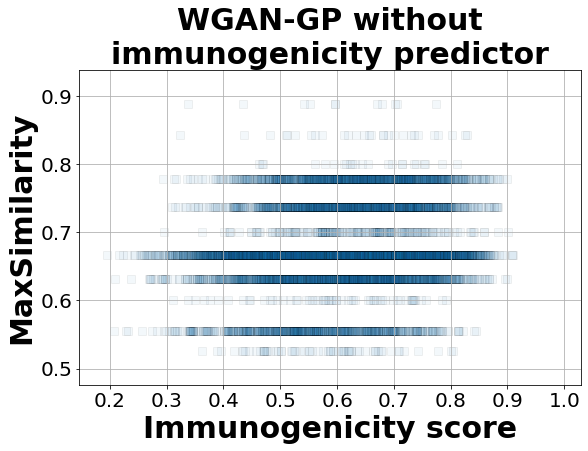 WGAN-GP without
immunogenicity predictor
MaxSimilarity
0.9
0.8
0.7
0.6
0.5
0.2 0.3 0.4 0.5 0.6 0.7 0.8 0.9 1.0
Immunogenicity score